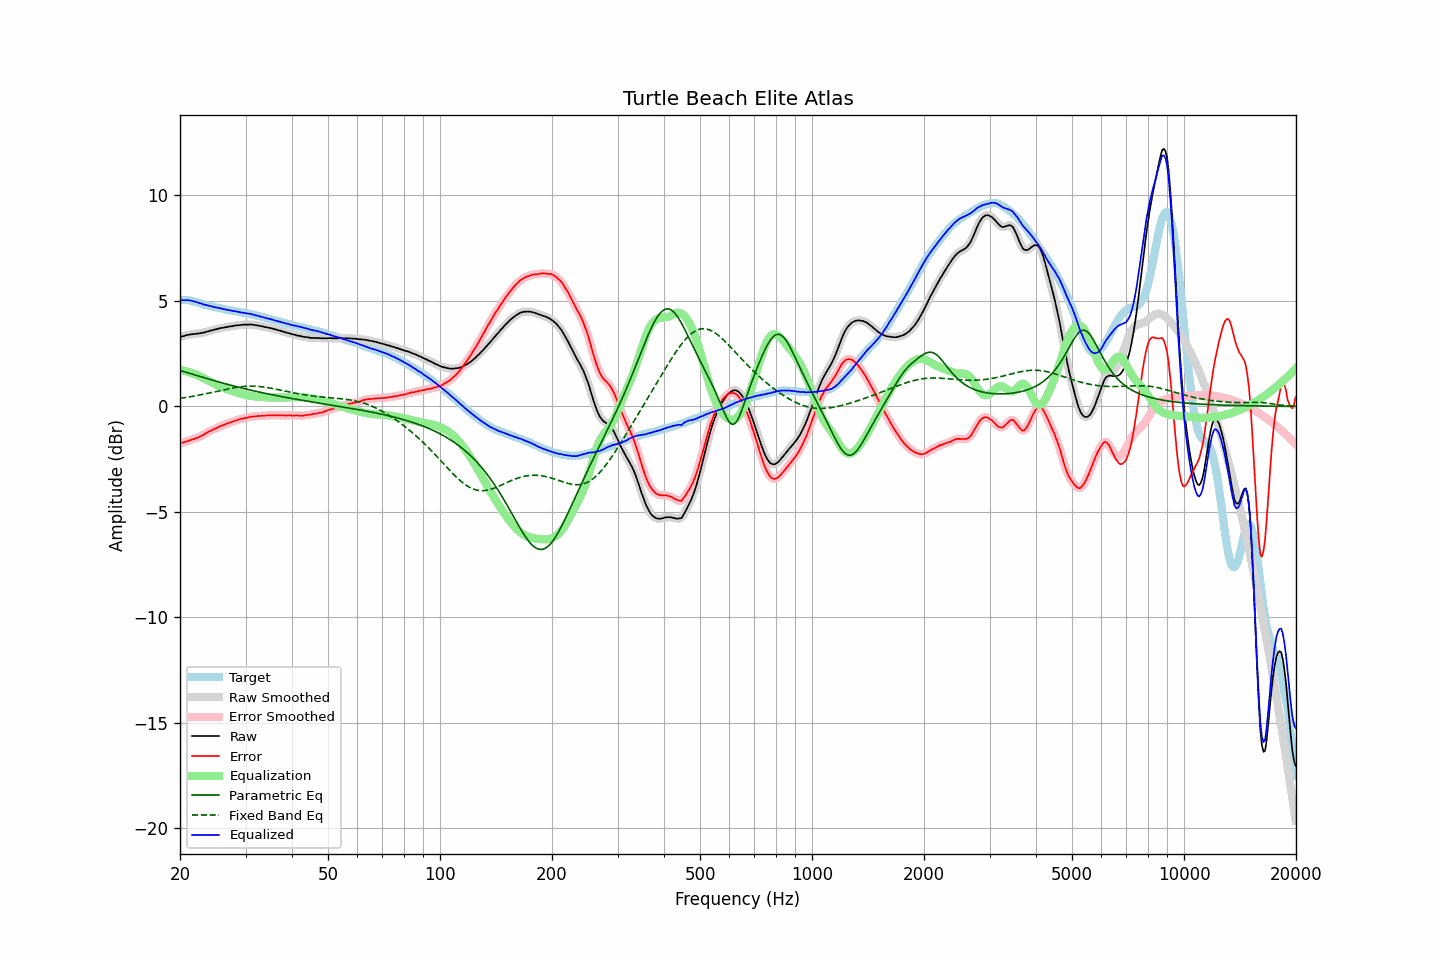 Turtle Beach Elite Atlas
Amplitude (dBr)
10
5
0
−5
−10
−15
−20
Target
Raw Smoothed
Error Smoothed
Raw
Error
Equalization
Parametric Eq
Fixed Band Eq
Equalized
20 50 100 200 500 1000 2000 5000 10000 20000
Frequency (Hz)